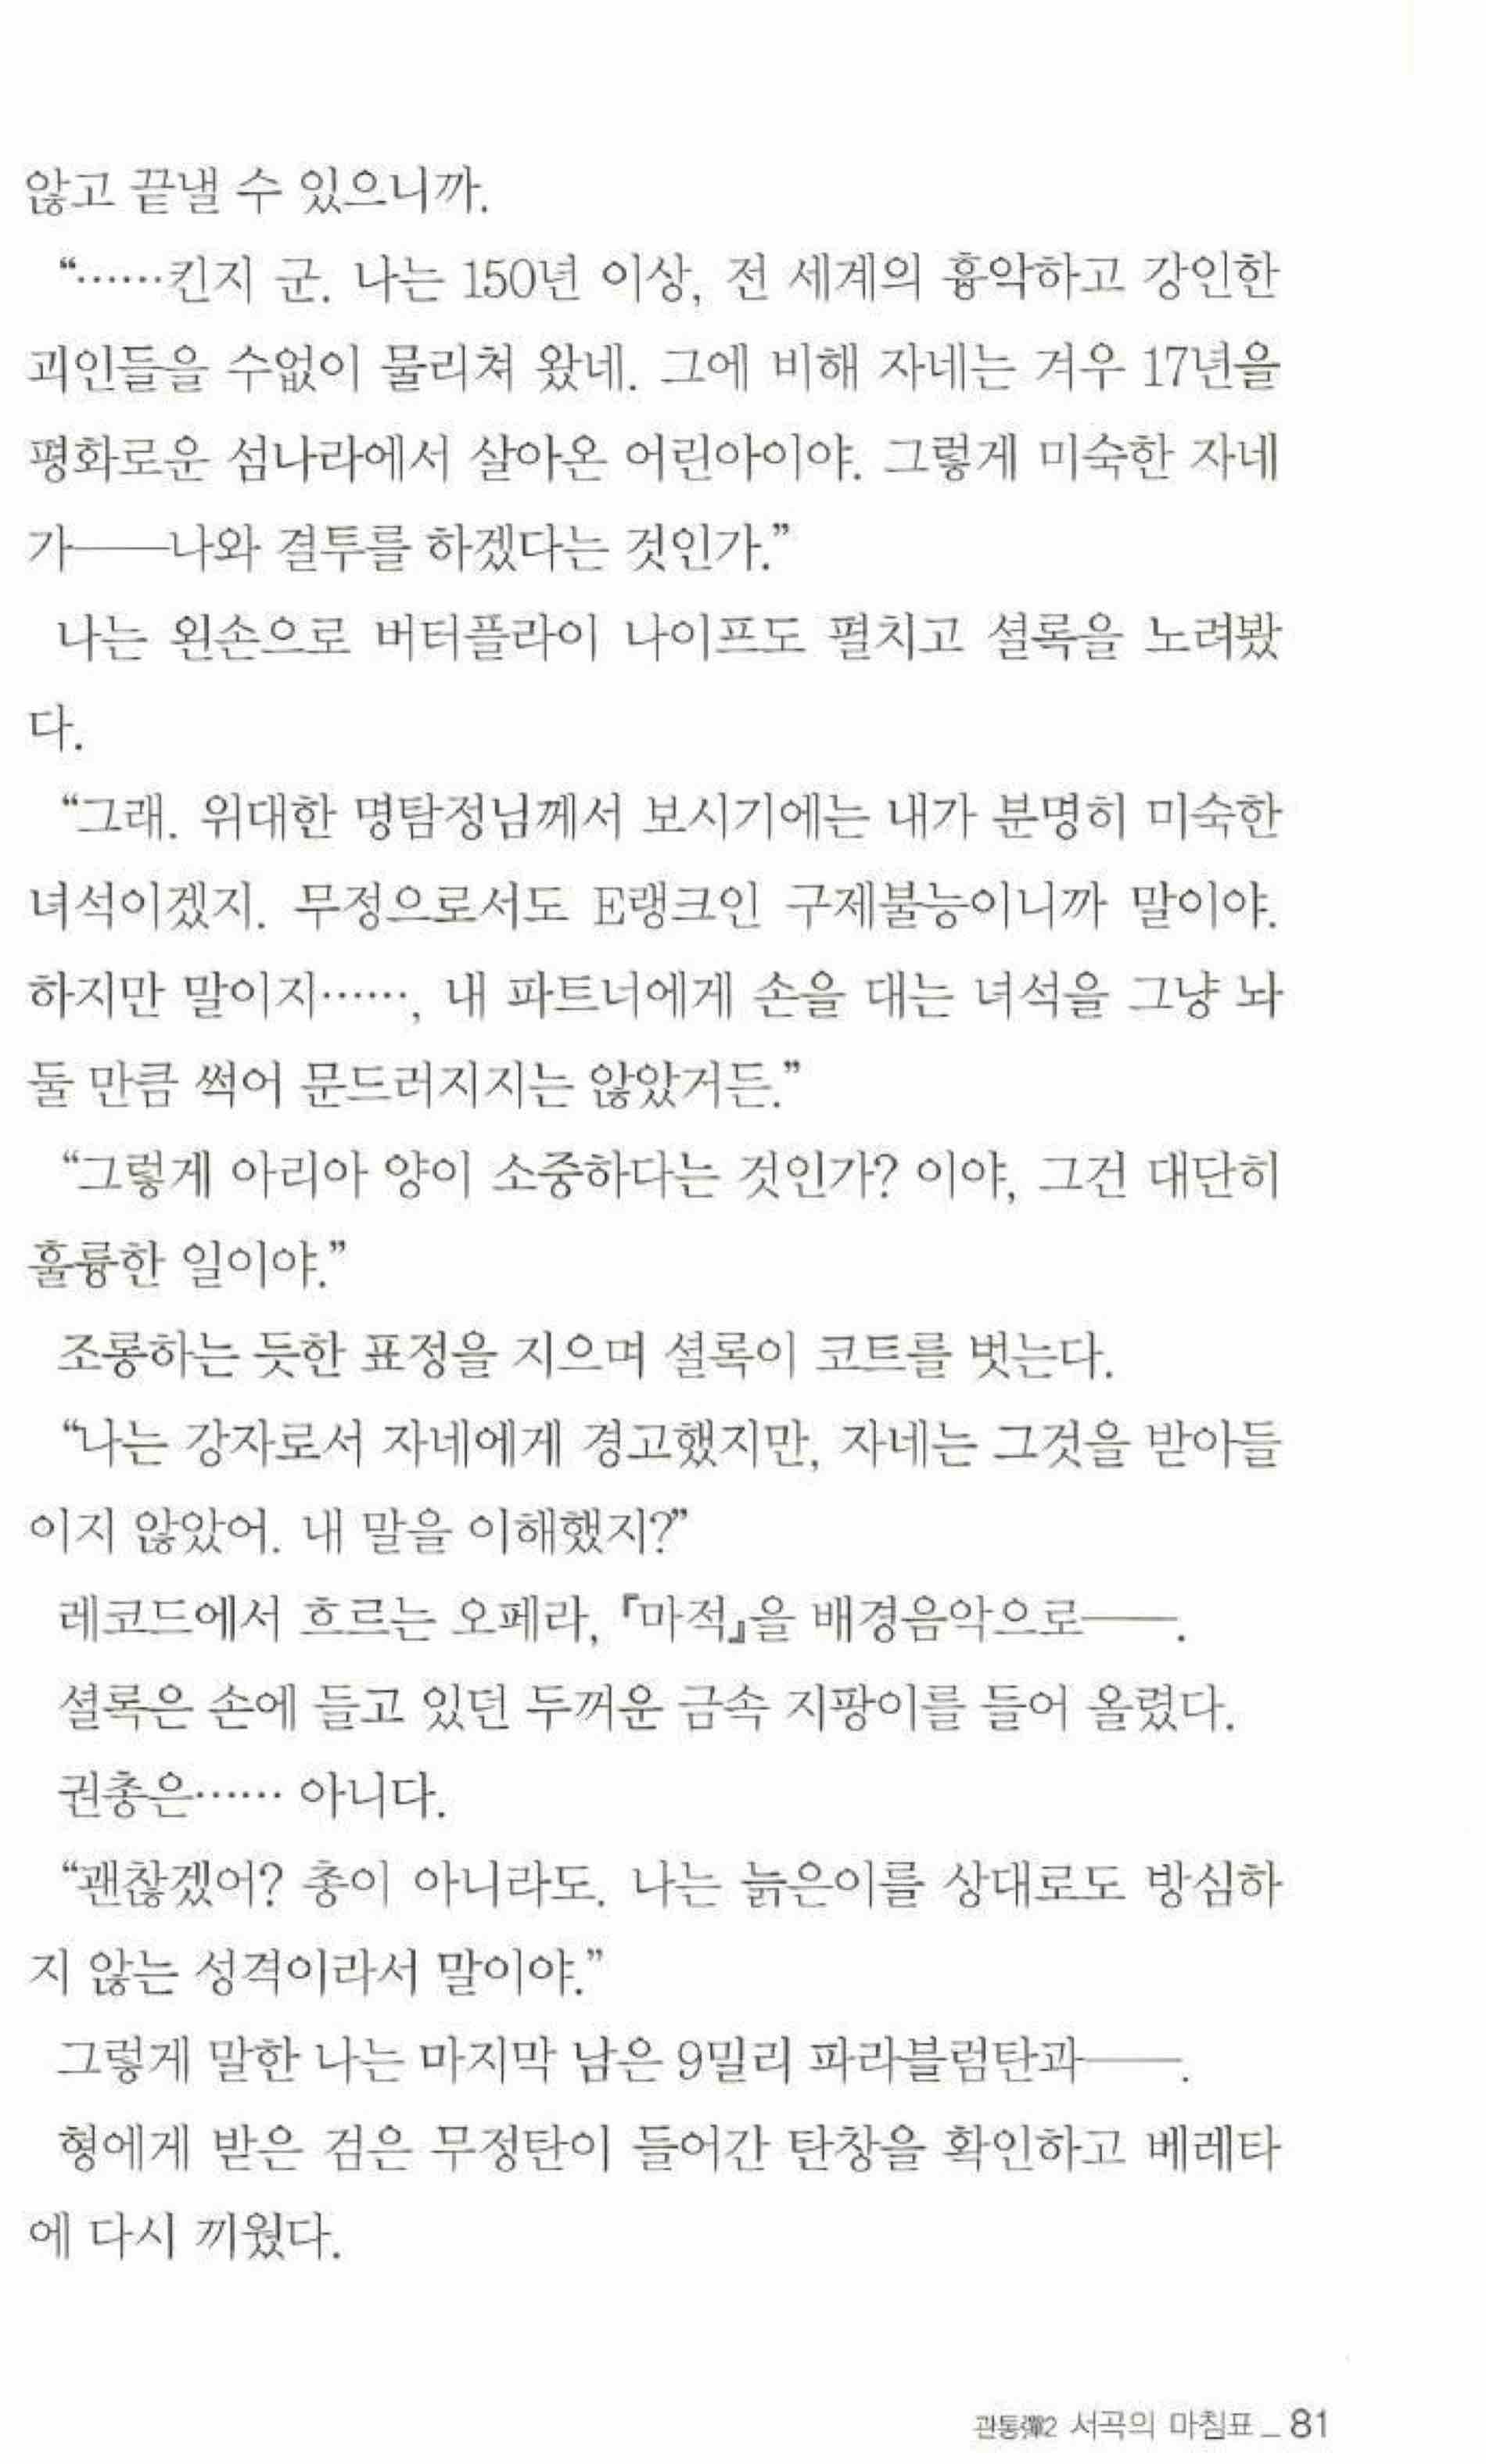 않고 끝낼 수 있으니까.
“……킨지 군. 나는 150년 이상, 전 세계의 흉악하고 강인한
괴인들을 수없이 물리쳐 왔네. 그에 비해 자네는 겨우 17년을
평화로운 섬나라에서 살아온 어린아이야. 그렇게 미숙한 자네
가──나와 결투를 하겠다는 것인가.”
나는 왼손으로 버터플라이 나이프도 펼치고 셜록을 노려봤
다.
“그래. 위대한 명탐정님께서 보시기에는 내가 분명히 미숙한
녀석이겠지. 무정으로서도 E랭크인 구제불능이니까 말이야.
하지만 말이지……, 내 파트너에게 손을 대는 녀석을 그냥 놔
둘 만큼 썩어 문드러지지는 않았거든.”
“그렇게 아리아 양이 소중하다는 것인가? 이야, 그건 대단히
훌륭한 일이야.”
조롱하는 듯한 표정을 지으며 셜록이 코트를 벗는다.
“나는 강자로서 자네에게 경고했지만, 자네는 그것을 받아들
이지 않았어. 내 말을 이해했지?”
레코드에서 흐르는 오페라, 『마적』을 배경음악으로──.
셜록은 손에 들고 있던 두꺼운 금속 지팡이를 들어 올렸다.
권총은…… 아니다.
“괜찮겠어? 총이 아니라도. 나는 늙은이를 상대로도 방심하
지 않는 성격이라서 말이야.”
그렇게 말한 나는 마지막 남은 9밀리 파라블럼탄과──.
형에게 받은 검은 무정탄이 들어간 탄창을 확인하고 베레타
에 다시 끼웠다.
관통彈2 서곡의 마침표 _ 81